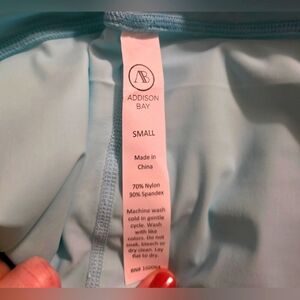 AB
ADDISON
BAY
SMALL
Made in
China
70% Nylon
30% Spandex
Machine wash
cold in gentle
cycle. Wash
with like
colors. Do not
soak, bleach or
dry clean. Lay
flat to dry.
RN#